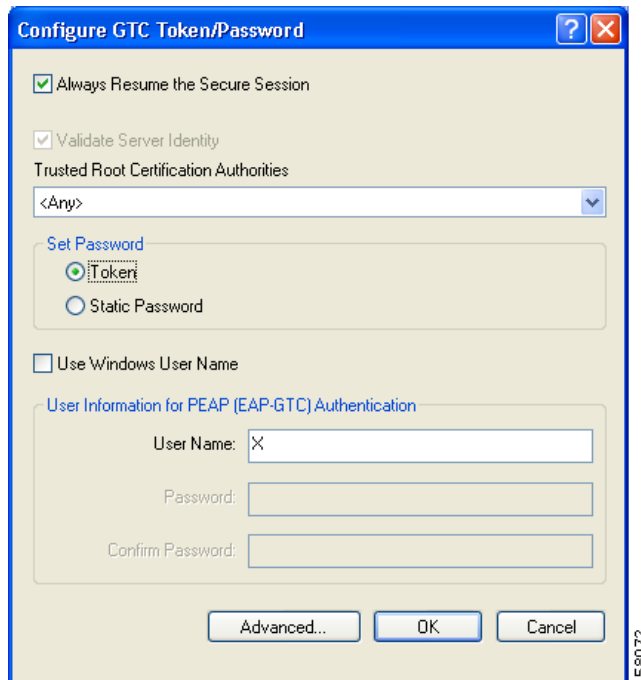 Configure GTC Token/Password
Always Resume the Secure Session
Validate Server Identity
Trusted Root Certification Authorities
<Any>
Set Password
Token
Static Password
Use Windows User Name
User Information for PEAP (EAP-GTC) Authentication
User Name: X
Password:
Confirm Password:
Advanced... OK Cancel